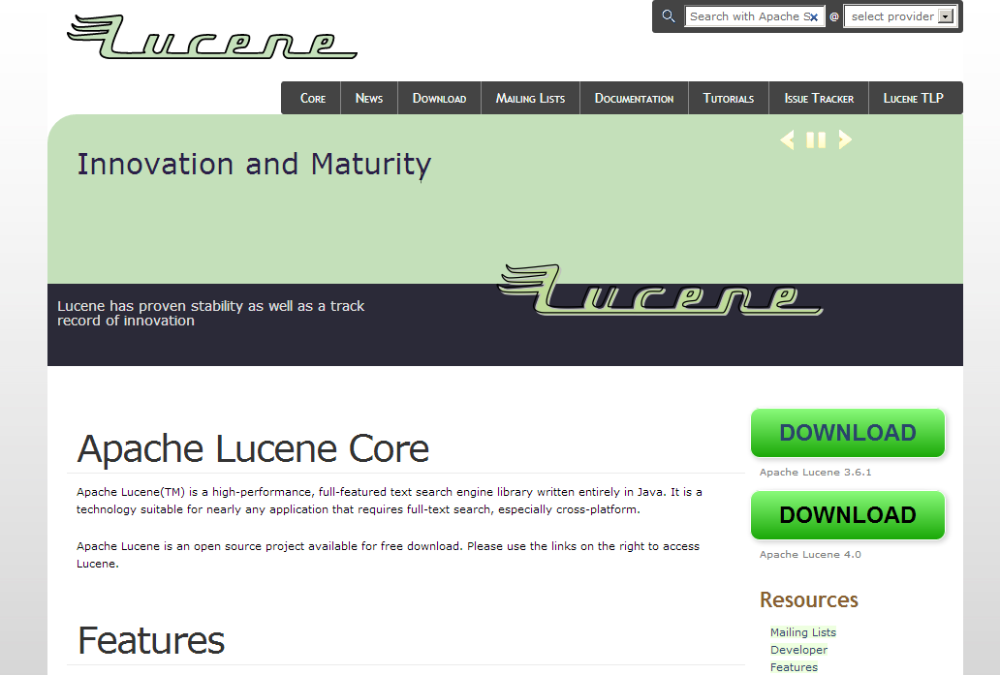 Lucene
Search with Apache S
@
select provider
Core News Download Mailing Lists Documentation Tutorials Issue Tracker Lucene TLP
Innovation and Maturity
Lucene
Lucene has proven stability as well as a track
record of innovation
Apache Lucene Core
Apache Lucene(TM) is a high-performance, full-featured text search engine library written entirely in Java. It is a
technology suitable for nearly any application that requires full-text search, especially cross-platform.
Apache Lucene is an open source project available for free download. Please use the links on the right to access
Lucene.
Features
DOWNLOAD
Apache Lucene 3.6.1
DOWNLOAD
Apache Lucene 4.0
Resources
Mailing Lists
Developer
Features